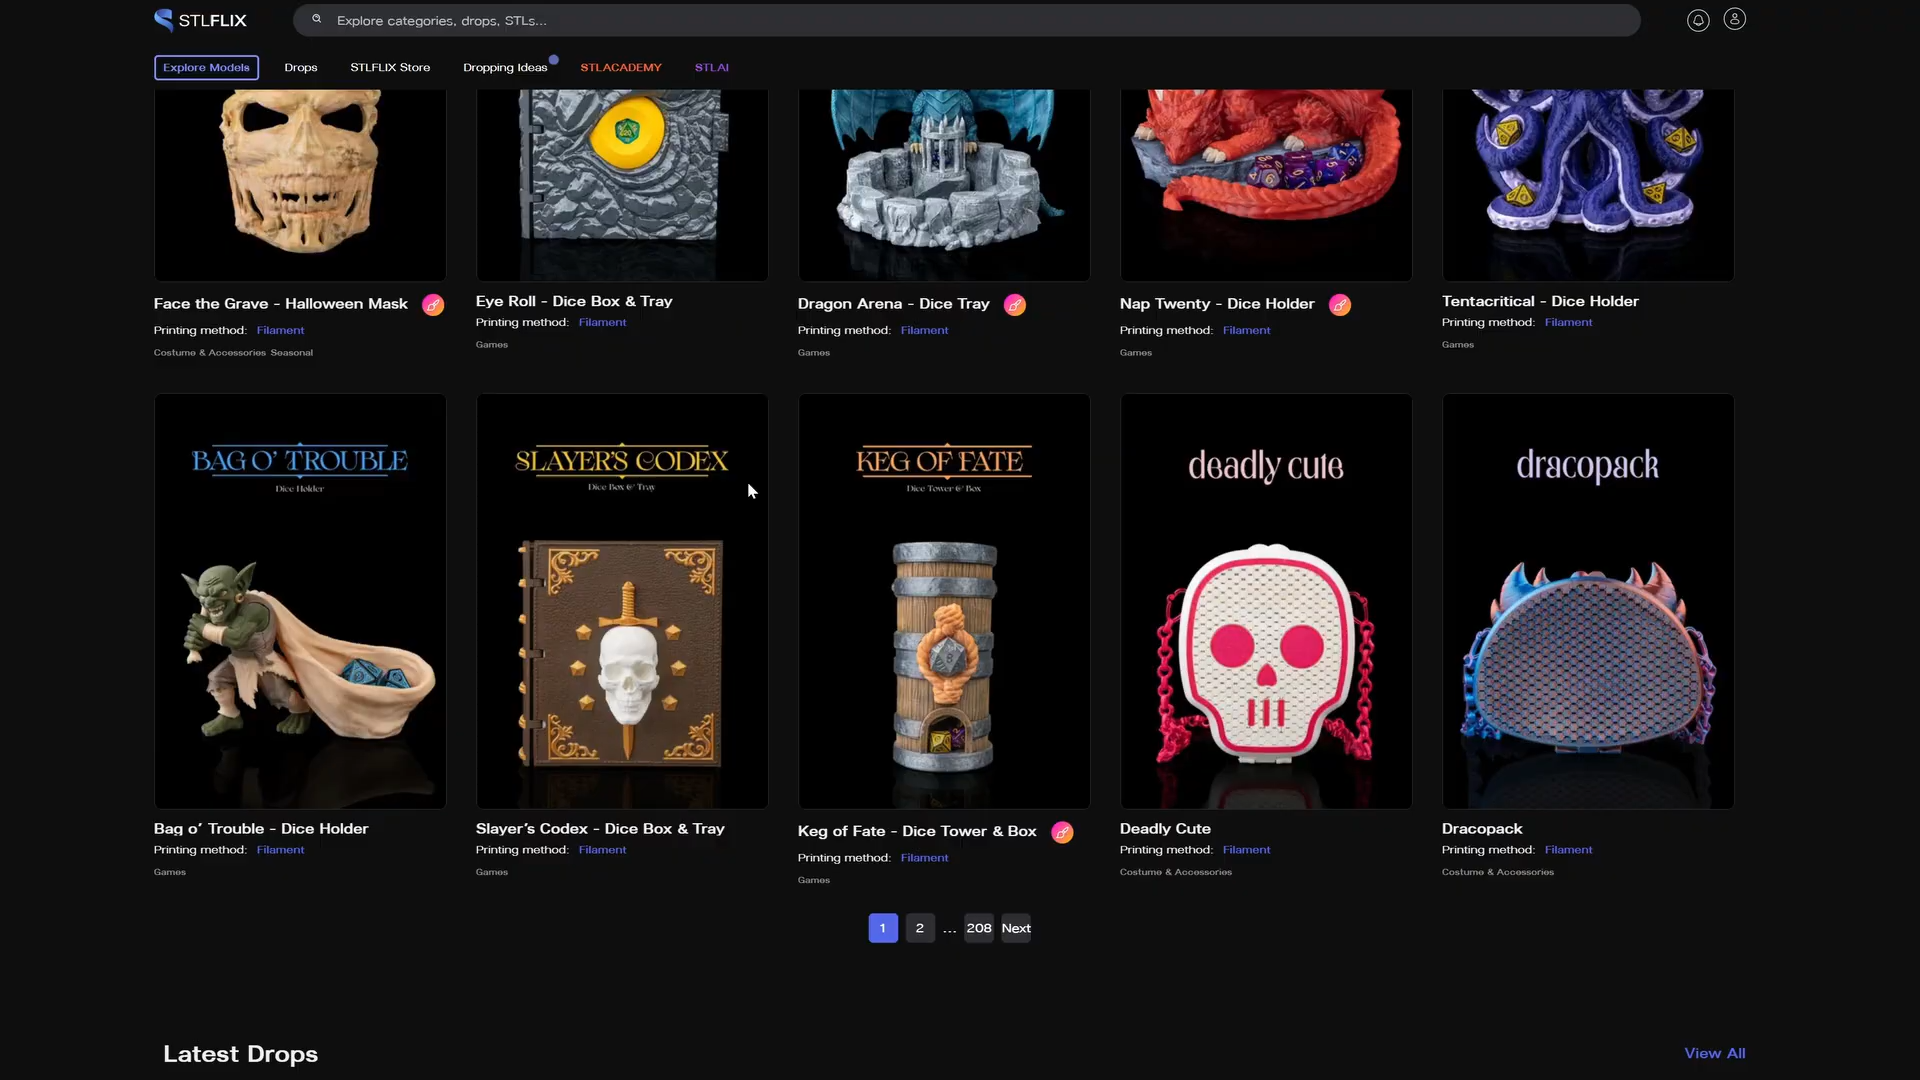 STLFLIX
Explore categories, drops, STLs...
Explore Models
Drops
STLFLIX Store
Dropping Ideas
STLACADEMY
STLAI
Face the Grave - Halloween Mask
Printing method: Filament
Costume & Accessories Seasonal
Eye Roll - Dice Box & Tray
Printing method: Filament
Games
Dragon Arena - Dice Tray
Printing method: Filament
Games
Nap Twenty - Dice Holder
Printing method: Filament
Games
Tentacritical - Dice Holder
Printing method: Filament
Games
BAG O' TROUBLE
Dice Holder
SLAYER'S CODEX
Dice Box & Tray
KEG OF FATE
Dice Tower & Box
deadly cute
dracopack
Bag o’ Trouble - Dice Holder
Printing method: Filament
Games
Slayer’s Codex - Dice Box & Tray
Printing method: Filament
Games
Keg of Fate - Dice Tower & Box
Printing method: Filament
Games
Deadly Cute
Printing method: Filament
Costume & Accessories
Dracopack
Printing method: Filament
Costume & Accessories
1 2 ... 208 Next
Latest Drops
View All